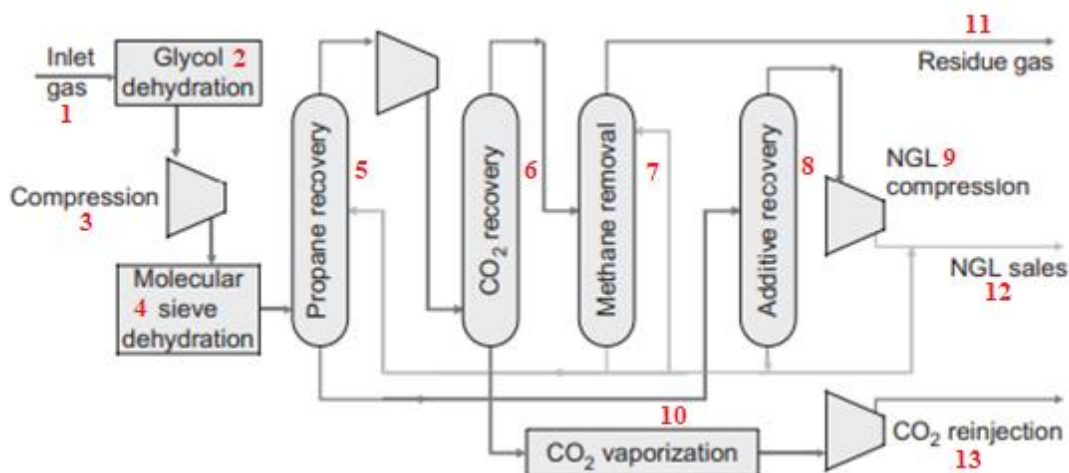 Inlet
gas
1
Glycol 2
dehydration
Compression
3
Molecular
4 sieve
dehydration
Propane recovery
5
CO2 recovery
6
Methane removal
7
Additive recovery
8
NGL 9
compression
11
Residue gas
NGL sales
12
10
CO2 vaporization
CO2 reinjection
13